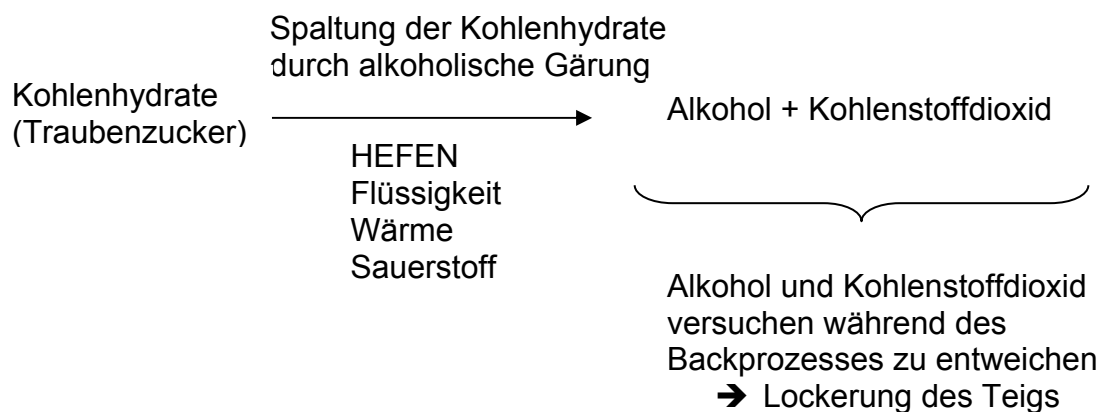 Spaltung der Kohlenhydrate
durch alkoholische Gärung
Kohlenhydrate
(Traubenzucker)
Alkohol + Kohlenstoffdioxid
HEFEN
Flüssigkeit
Wärme
Sauerstoff
Alkohol und Kohlenstoffdioxid
versuchen während des
Backprozesses zu entweichen
➔ Lockerung des Teigs